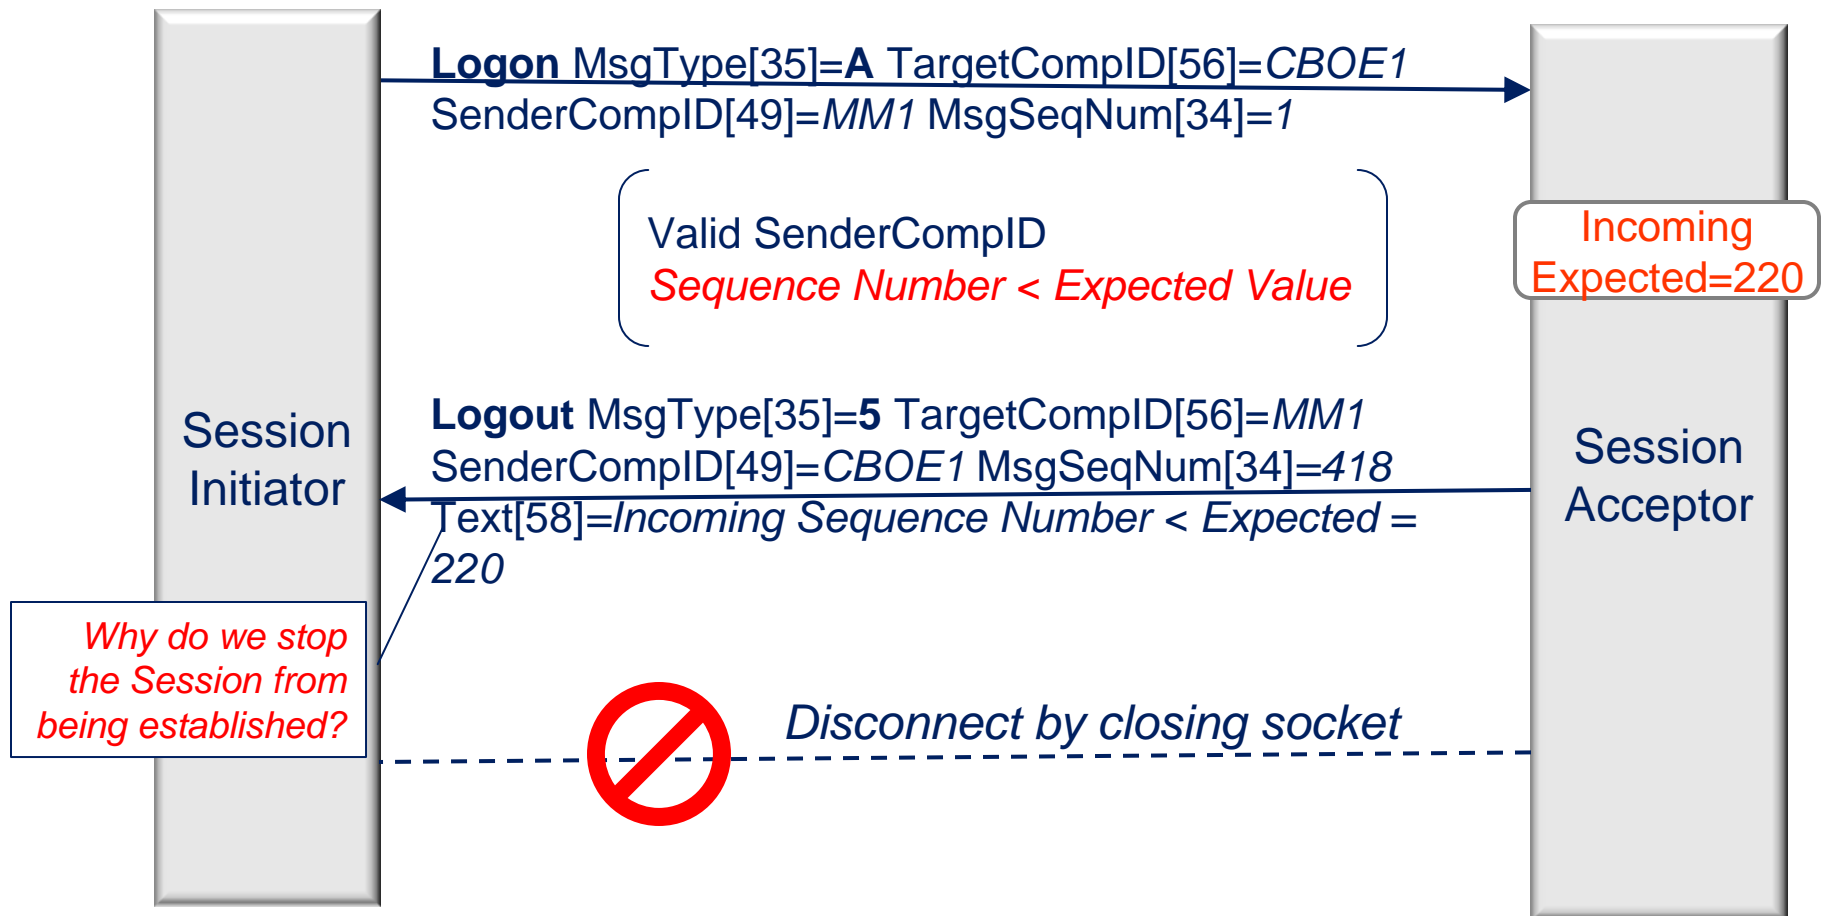 Logon MsgType[35]=A TargetCompID[56]=CBOE1
SenderCompID[49]=MM1 MsgSeqNum[34]=1
Valid SenderCompID
Sequence Number < Expected Value
Incoming
Expected=220
Session
Initiator
Logout MsgType[35]=5 TargetCompID[56]=MM1
SenderCompID[49]=CBOE1 MsgSeqNum[34]=418
Text[58]=Incoming Sequence Number < Expected =
220
Session
Acceptor
Why do we stop
the Session from
being established?
Disconnect by closing socket